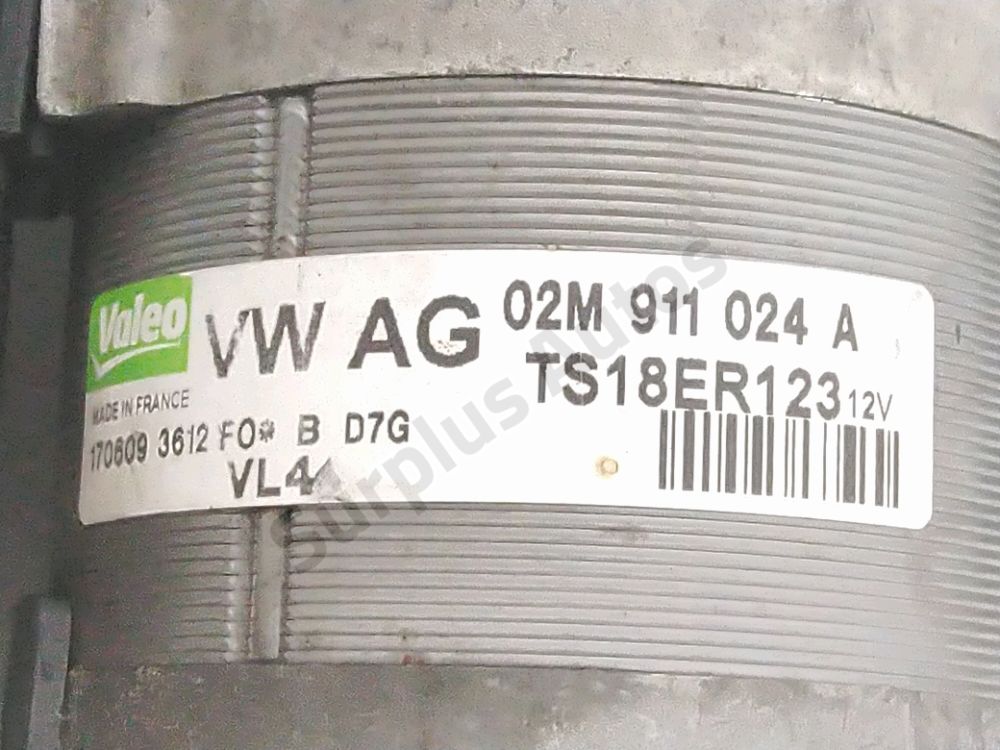 Valeo
VW AG
02M 911 024 A
TS18ER123 12V
MADE IN FRANCE
170609 3612 FO* B D7G
VL4
Surplus Autos